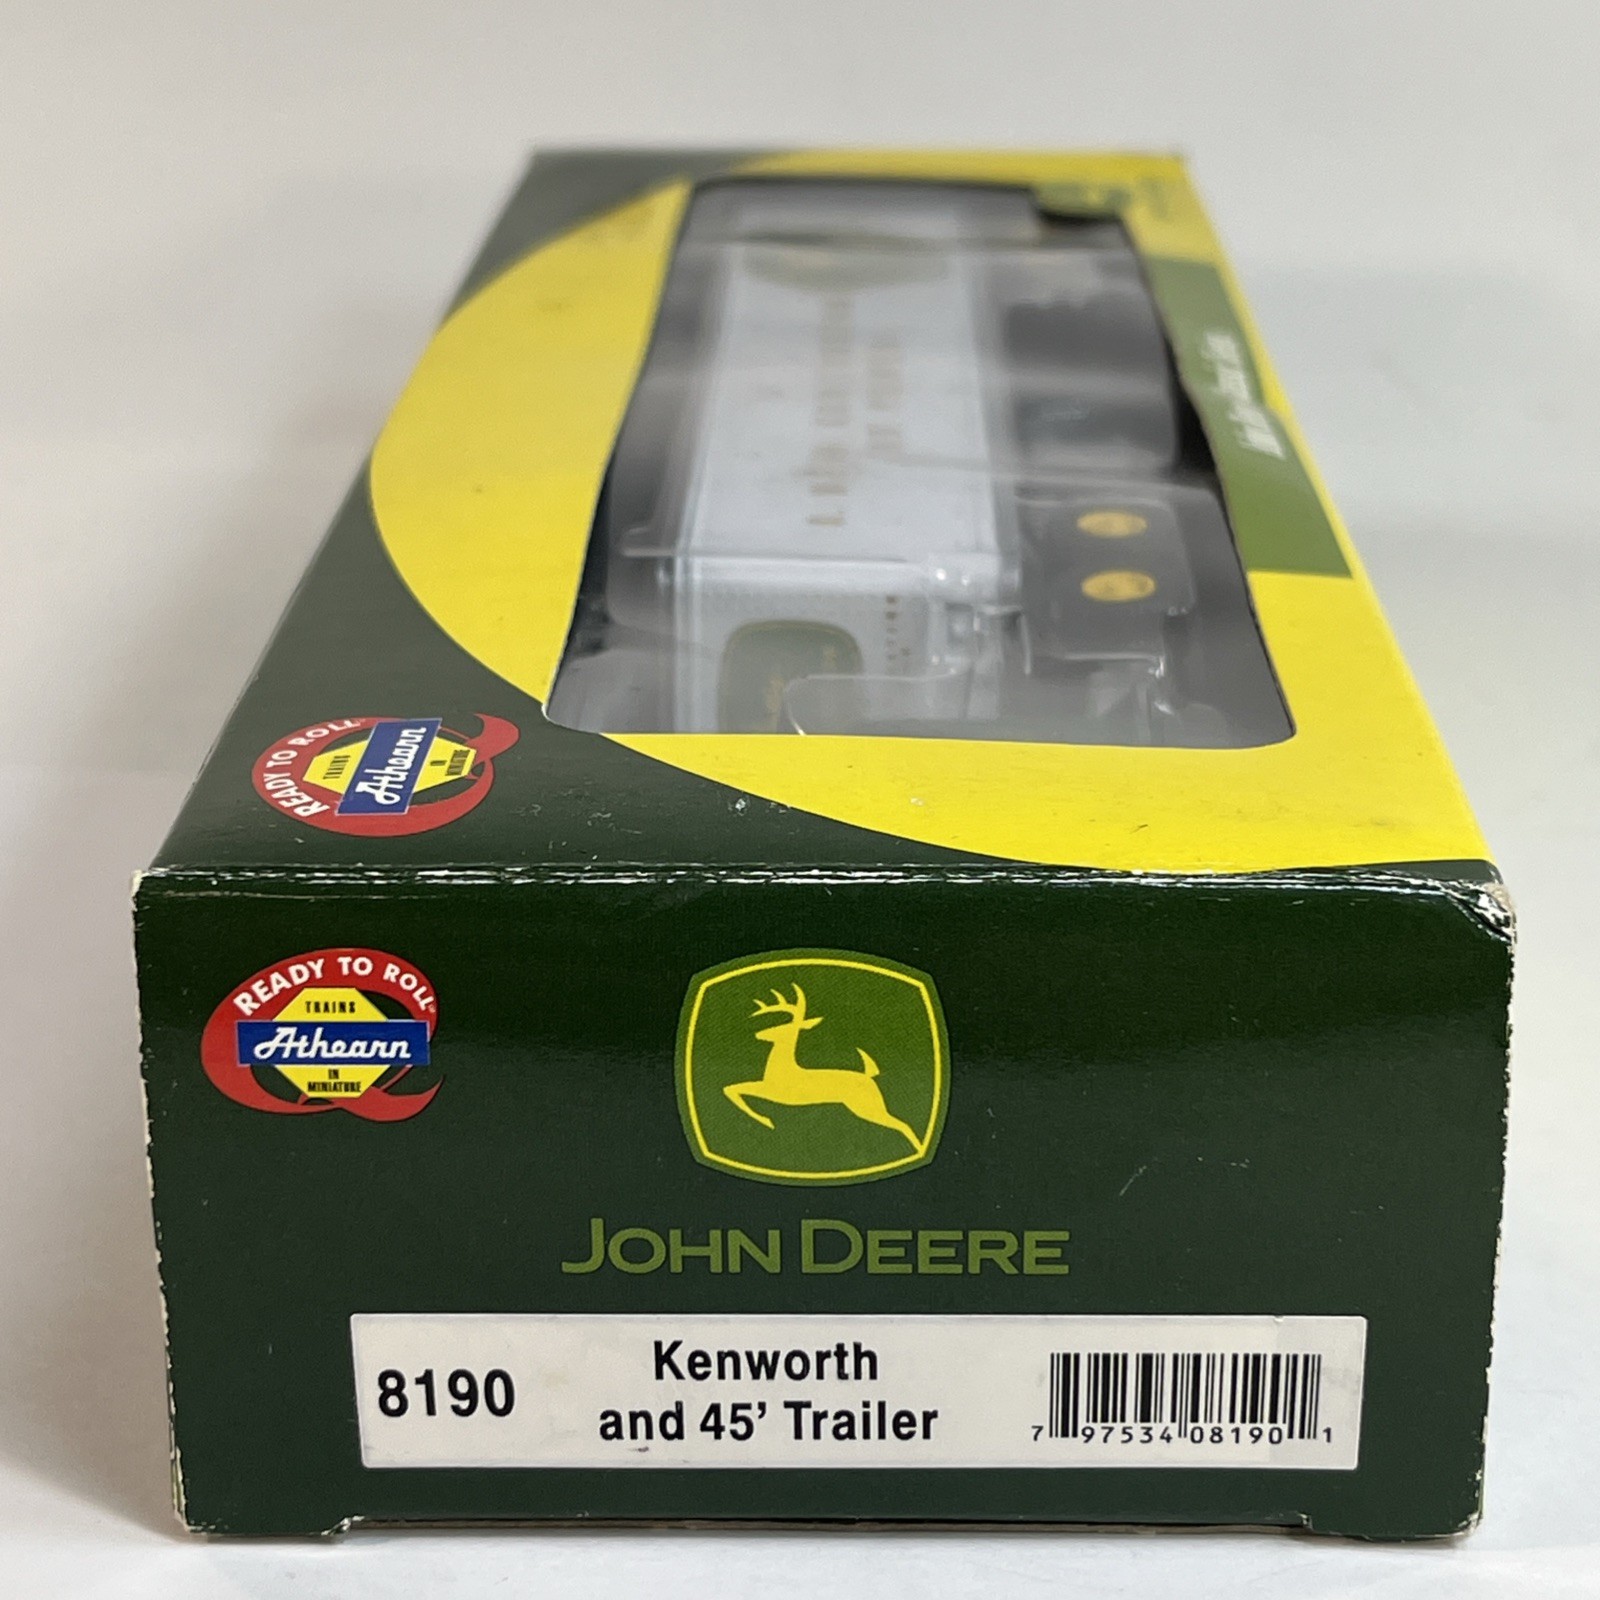 READY TO ROLL
TRAINS
Athearn
IN
MINIATURE
READY TO ROLL
TRAINS
Athearn
IN
MINIATURE
JOHN DEERE
8190
Kenworth
and 45' Trailer
7 97534 08190 1